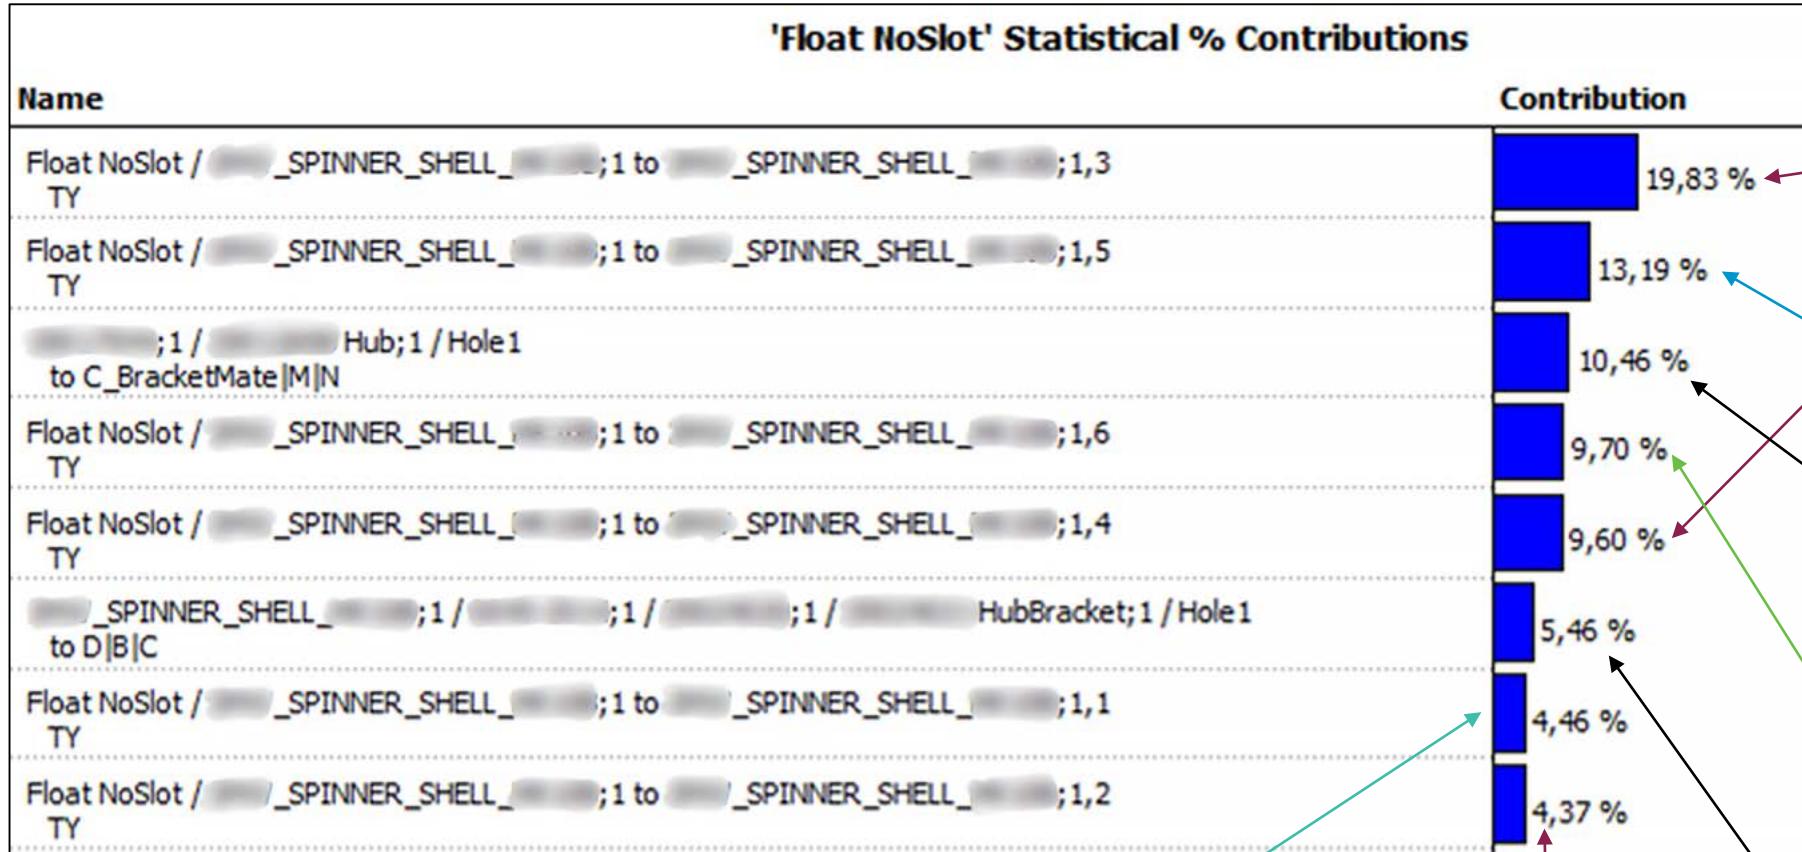 'Float NoSlot' Statistical % Contributions
Name Contribution
Float NoSlot / _SPINNER_SHELL_ ;1 to _SPINNER_SHELL_ ;1,3
TY
19,83 %
Float NoSlot / _SPINNER_SHELL_ ;1 to _SPINNER_SHELL_ ;1,5
TY
13,19 %
;1 / Hub;1 / Hole1
to C_BracketMate|M|N
10,46 %
Float NoSlot / _SPINNER_SHELL_ ;1 to _SPINNER_SHELL_ ;1,6
TY
9,70 %
Float NoSlot / _SPINNER_SHELL_ ;1 to _SPINNER_SHELL_ ;1,4
TY
9,60 %
_SPINNER_SHELL_ ;1 / ;1 / ;1 / HubBracket;1 / Hole1
to D|B|C
5,46 %
Float NoSlot / _SPINNER_SHELL_ ;1 to _SPINNER_SHELL_ ;1,1
TY
4,46 %
Float NoSlot / _SPINNER_SHELL_ ;1 to _SPINNER_SHELL_ ;1,2
TY
4,37 %